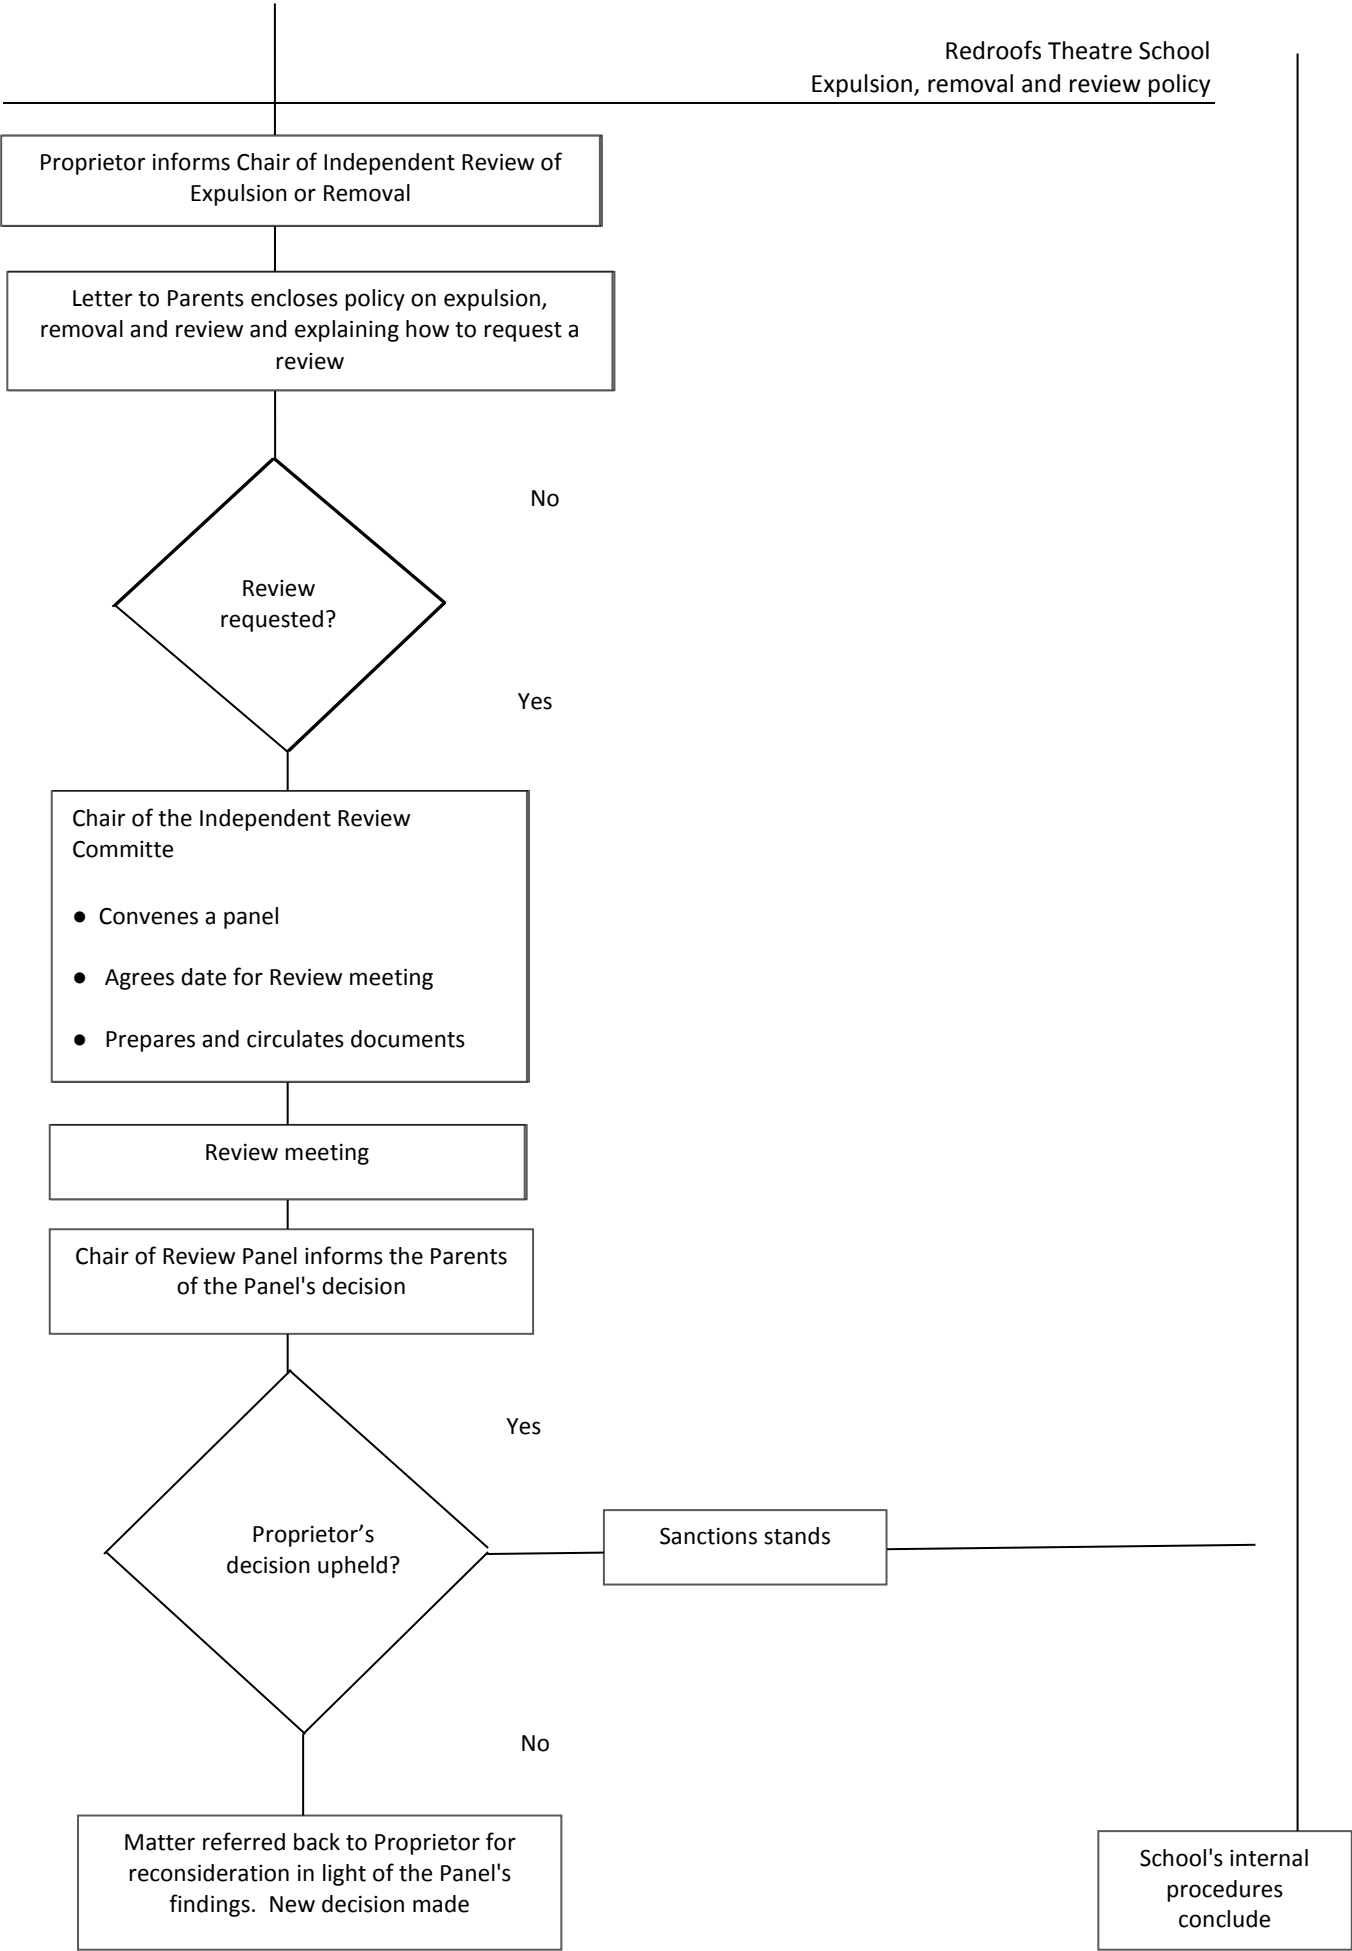 Redroofs Theatre School
Expulsion, removal and review policy
Proprietor informs Chair of Independent Review of
Expulsion or Removal
Letter to Parents encloses policy on expulsion,
removal and review and explaining how to request a
review
No
Review
requested?
Yes
Chair of the Independent Review
Committe
● Convenes a panel
● Agrees date for Review meeting
● Prepares and circulates documents
Review meeting
Chair of Review Panel informs the Parents
of the Panel's decision
Yes
Proprietor’s
decision upheld?
Sanctions stands
No
Matter referred back to Proprietor for
reconsideration in light of the Panel's
findings.  New decision made
School's internal
procedures
conclude